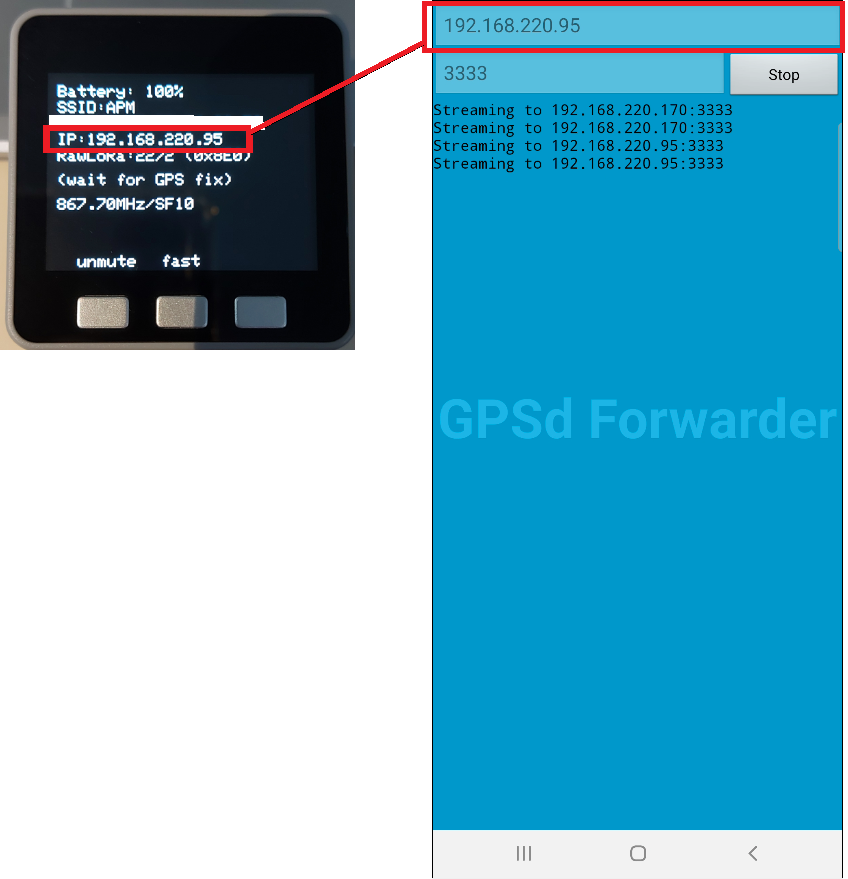 Battery: 100%
SSID:APM
IP:192.168.220.95
RawLoRa:22/2 (0x8E0)
(wait for GPS fix)
867.70MHz/SF10
unmute fast
192.168.220.95
3333 Stop
Streaming to 192.168.220.170:3333
Streaming to 192.168.220.170:3333
Streaming to 192.168.220.95:3333
Streaming to 192.168.220.95:3333
GPSd Forwarder